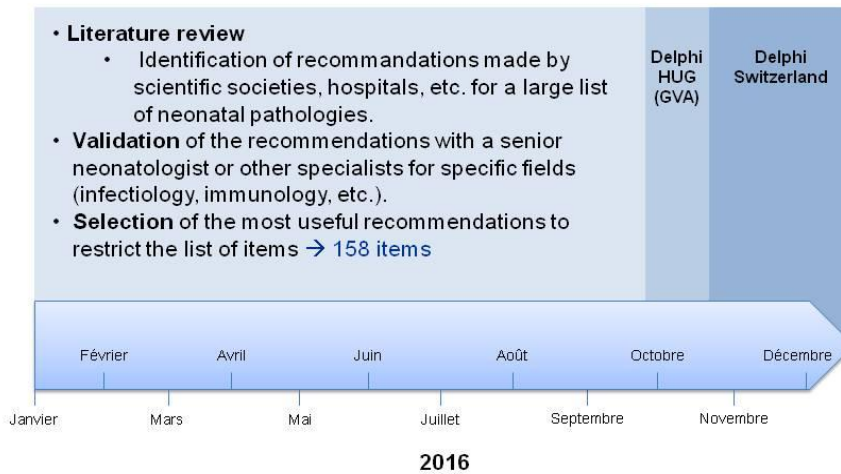 • Literature review
• Identification of recommandations made by
scientific societies, hospitals, etc. for a large list
of neonatal pathologies.
• Validation of the recommendations with a senior
neonatologist or other specialists for specific fields
(infectiology, immunology, etc.).
• Selection of the most useful recommendations to
restrict the list of items → 158 items
Delphi
HUG
(GVA)
Delphi
Switzerland
Février
Avril
Juin
Août
Octobre
Décembre
Janvier
Mars
Mai
Juillet
Septembre
Novembre
2016